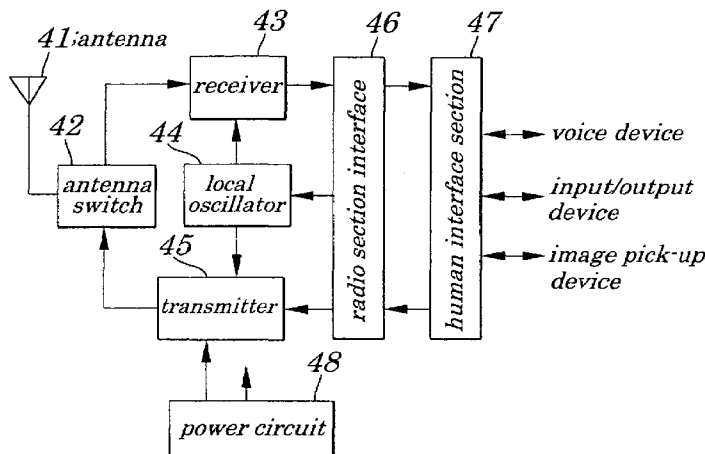 41;antenna
43
receiver
46
radio section interface
47
human interface section
42
antenna
switch
44
local
oscillator
45
transmitter
48
power circuit
voice device
input/output
device
image pick-up
device